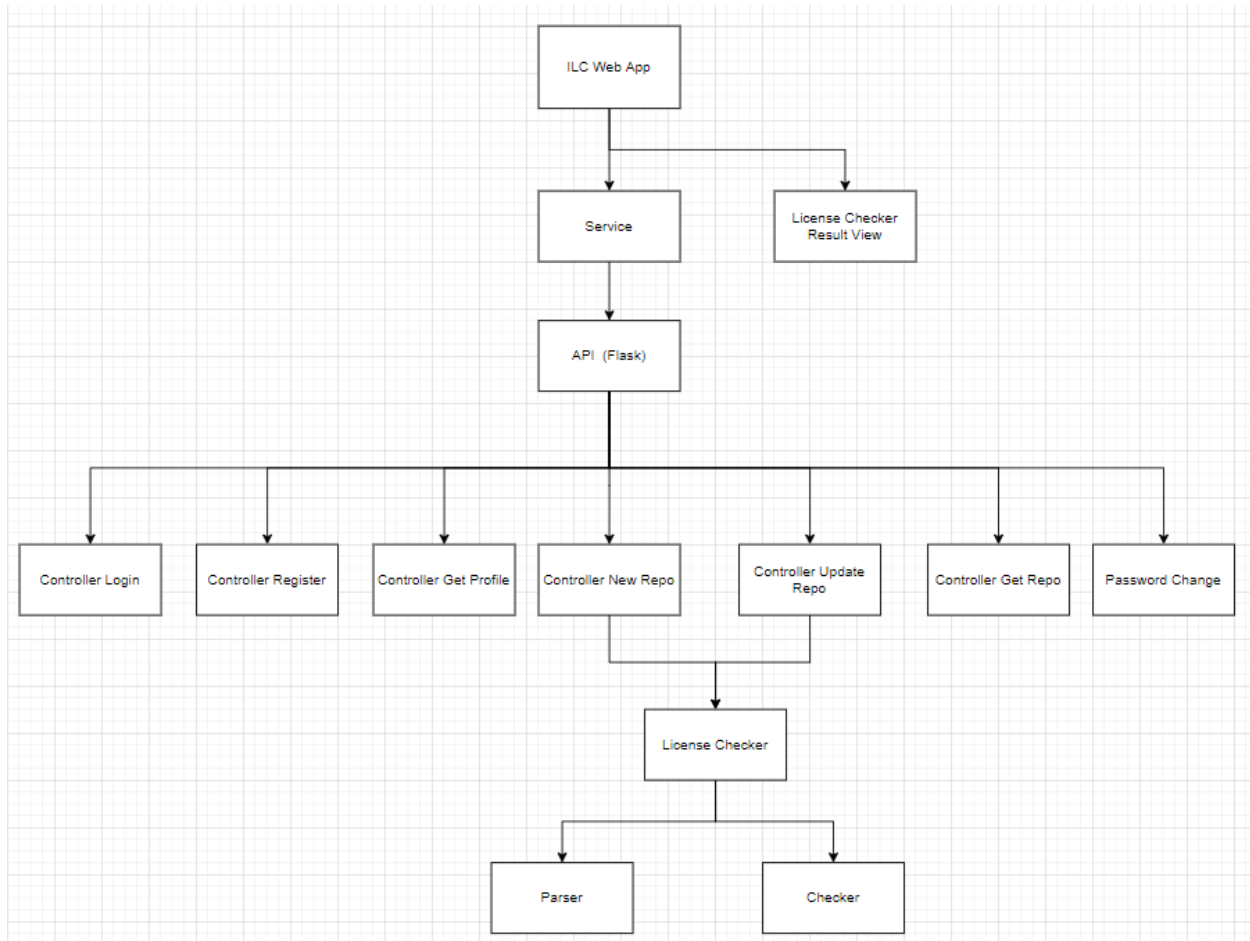 ILC Web App
Service
License Checker
Result View
API (Flask)
Controller Login
Controller Register
Controller Get Profile
Controller New Repo
Controller Update
Repo
Controller Get Repo
Password Change
License Checker
Parser
Checker